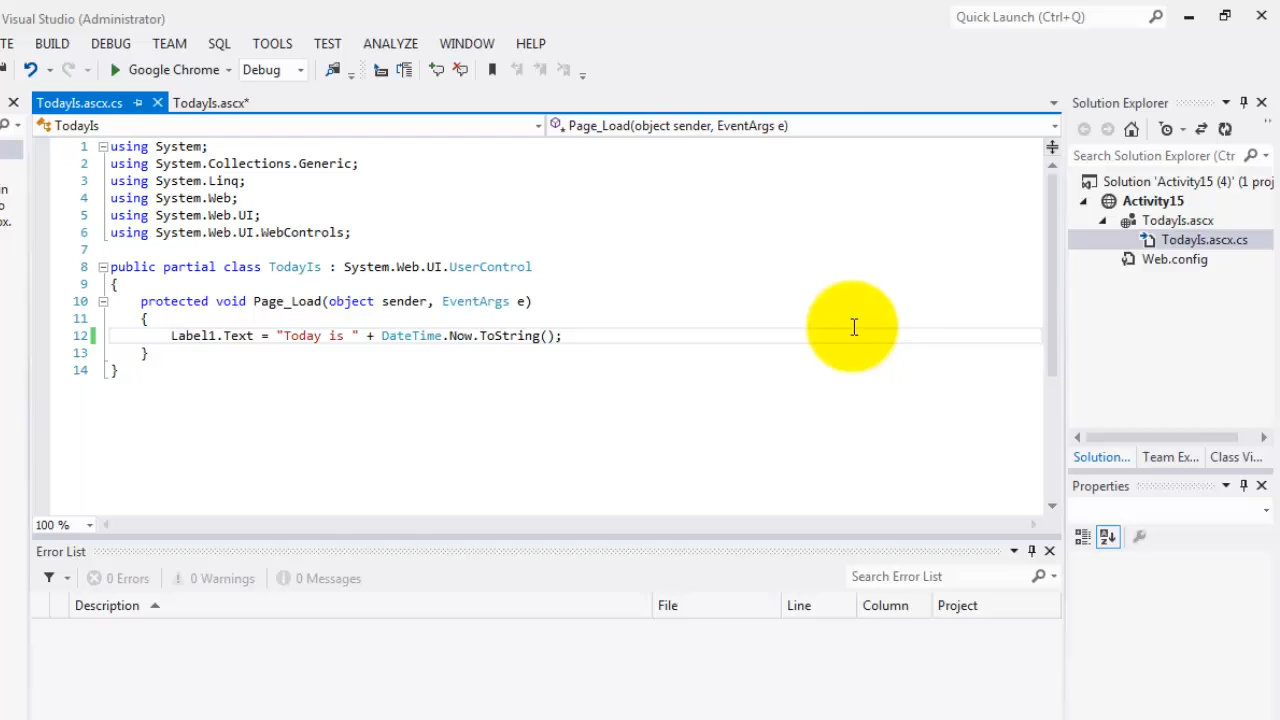 Visual Studio (Administrator)
Quick Launch (Ctrl+Q)
TE BUILD DEBUG TEAM SQL TOOLS TEST ANALYZE WINDOW HELP
Google Chrome Debug
TodayIs.ascx.cs TodayIs.ascx*
TodayIs Page_Load(object sender, EventArgs e)
1 using System;
2 using System.Collections.Generic;
3 using System.Linq;
4 using System.Web;
5 using System.Web.UI;
6 using System.Web.UI.WebControls;
7
8 public partial class TodayIs : System.Web.UI.UserControl
9 {
10 protected void Page_Load(object sender, EventArgs e)
11 {
12 Label1.Text = "Today is " + DateTime.Now.ToString();
13 }
14 }
100 %
Error List
0 Errors 0 Warnings 0 Messages
Search Error List
Description File Line Column Project
Solution Explorer
Search Solution Explorer (Ctr
Solution 'Activity15 (4)' (1 proj
Activity15
TodayIs.ascx
TodayIs.ascx.cs
Web.config
Solution... Team Ex... Class Vi...
Properties
in
o
ox.